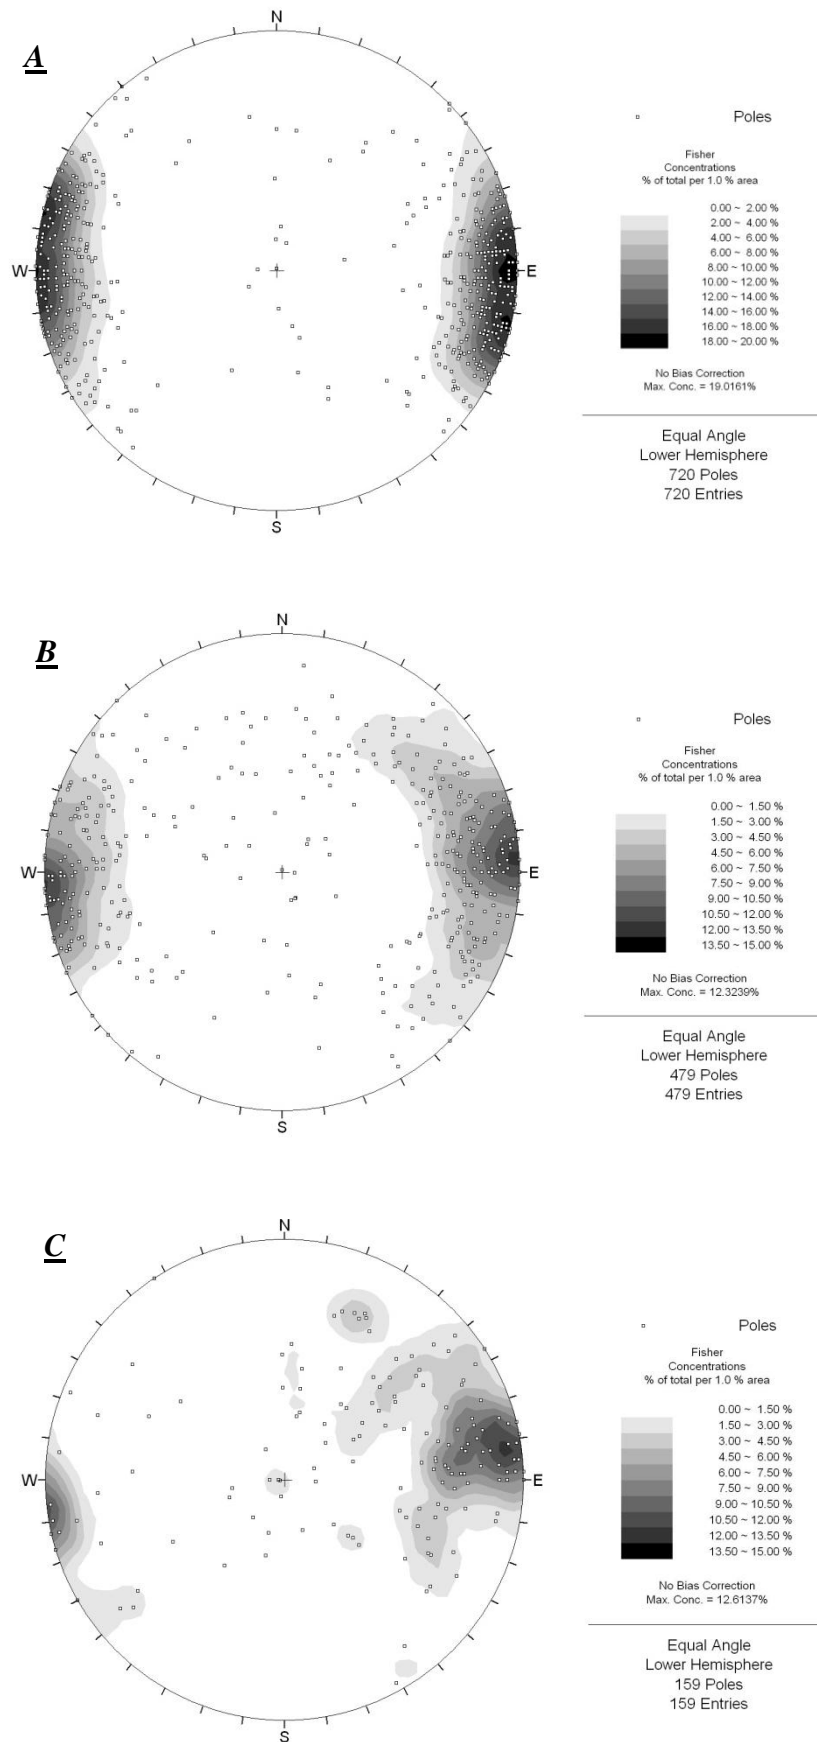 A
N
W
E
S
Poles
Fisher
Concentrations
% of total per 1.0 % area
0.00 ~ 2.00 %
2.00 ~ 4.00 %
4.00 ~ 6.00 %
6.00 ~ 8.00 %
8.00 ~ 10.00 %
10.00 ~ 12.00 %
12.00 ~ 14.00 %
14.00 ~ 16.00 %
16.00 ~ 18.00 %
18.00 ~ 20.00 %
No Bias Correction
Max. Conc. = 19.0161%
Equal Angle
Lower Hemisphere
720 Poles
720 Entries
B
N
W
E
S
Poles
Fisher
Concentrations
% of total per 1.0 % area
0.00 ~ 1.50 %
1.50 ~ 3.00 %
3.00 ~ 4.50 %
4.50 ~ 6.00 %
6.00 ~ 7.50 %
7.50 ~ 9.00 %
9.00 ~ 10.50 %
10.50 ~ 12.00 %
12.00 ~ 13.50 %
13.50 ~ 15.00 %
No Bias Correction
Max. Conc. = 12.3239%
Equal Angle
Lower Hemisphere
479 Poles
479 Entries
C
N
W
E
S
Poles
Fisher
Concentrations
% of total per 1.0 % area
0.00 ~ 1.50 %
1.50 ~ 3.00 %
3.00 ~ 4.50 %
4.50 ~ 6.00 %
6.00 ~ 7.50 %
7.50 ~ 9.00 %
9.00 ~ 10.50 %
10.50 ~ 12.00 %
12.00 ~ 13.50 %
13.50 ~ 15.00 %
No Bias Correction
Max. Conc. = 12.6137%
Equal Angle
Lower Hemisphere
159 Poles
159 Entries